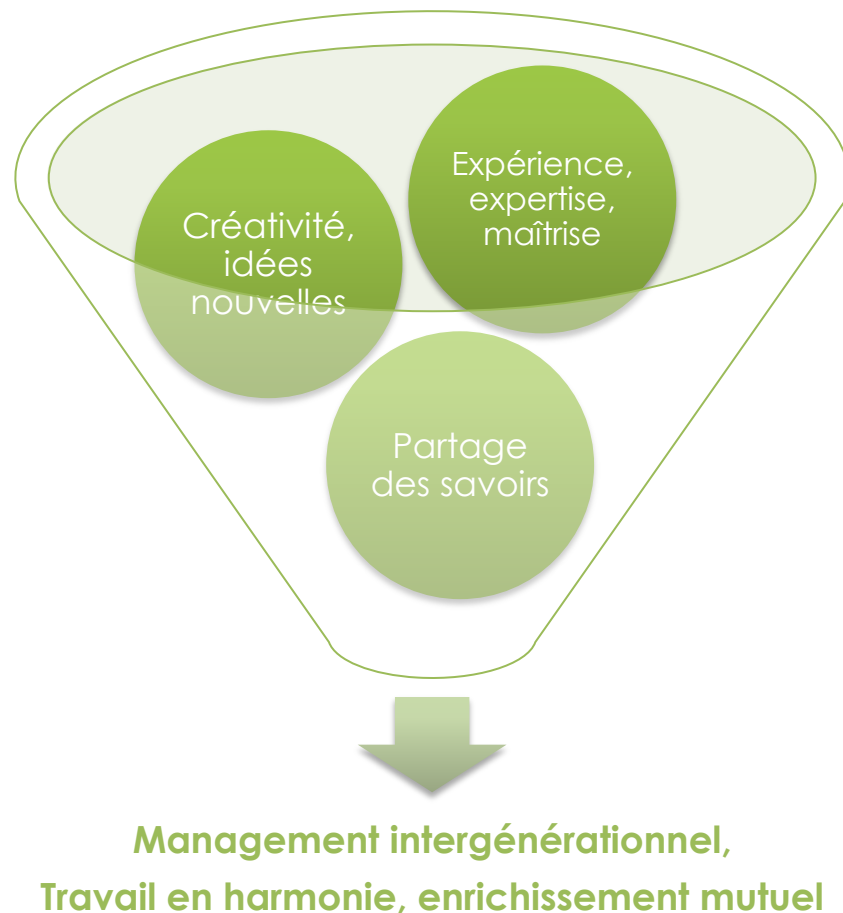 Expérience,
expertise,
maîtrise
Créativité,
idées
nouvelles
Partage
des savoirs
Management intergénérationnel,
Travail en harmonie, enrichissement mutuel